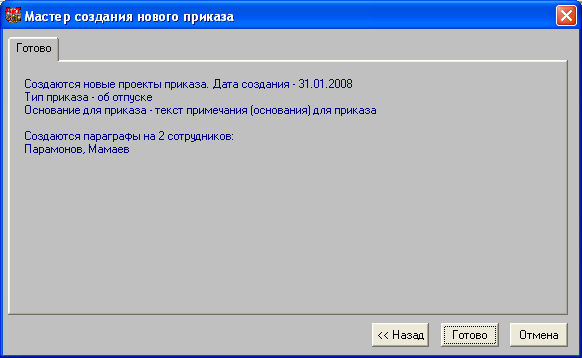 Мастер создания нового приказа
Готово
Создаются новые проекты приказа. Дата создания - 31.01.2008
Тип приказа - об отпуске
Основание для приказа - текст примечания (основания) для приказа
Создаются параграфы на 2 сотрудников:
Парамонов, Мамаев
<< Назад
Готово
Отмена